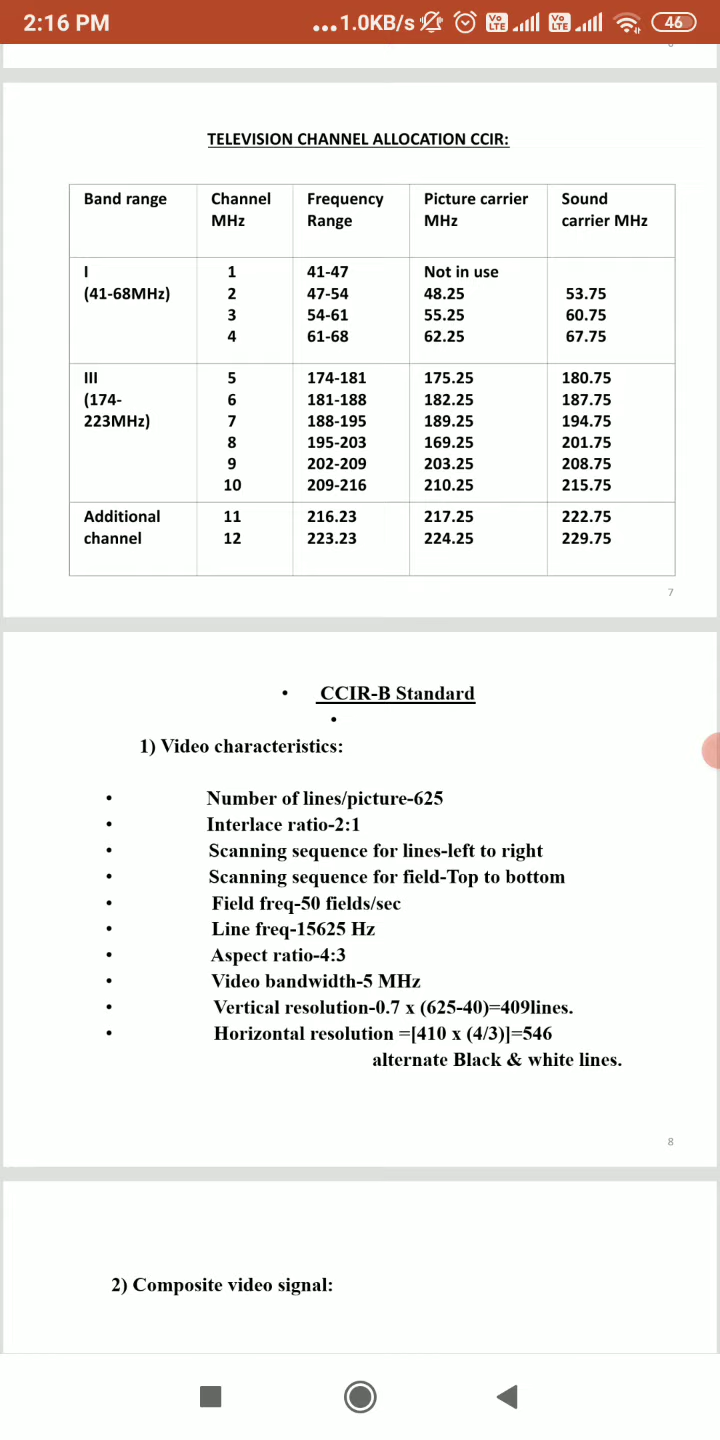 2:16 PM ...1.0KB/s Vo LTE Vo LTE 46
TELEVISION CHANNEL ALLOCATION CCIR:
Band range Channel MHz Frequency Range Picture carrier MHz Sound carrier MHz
I 1 41-47 Not in use
(41-68MHz) 2 47-54 48.25 53.75
3 54-61 55.25 60.75
4 61-68 62.25 67.75
III 5 174-181 175.25 180.75
(174- 6 181-188 182.25 187.75
223MHz) 7 188-195 189.25 194.75
8 195-203 169.25 201.75
9 202-209 203.25 208.75
10 209-216 210.25 215.75
Additional 11 216.23 217.25 222.75
channel 12 223.23 224.25 229.75
7
• CCIR-B Standard
•
1) Video characteristics:
• Number of lines/picture-625
• Interlace ratio-2:1
• Scanning sequence for lines-left to right
• Scanning sequence for field-Top to bottom
• Field freq-50 fields/sec
• Line freq-15625 Hz
• Aspect ratio-4:3
• Video bandwidth-5 MHz
• Vertical resolution-0.7 x (625-40)=409lines.
• Horizontal resolution =[410 x (4/3)]=546
alternate Black & white lines.
8
2) Composite video signal: